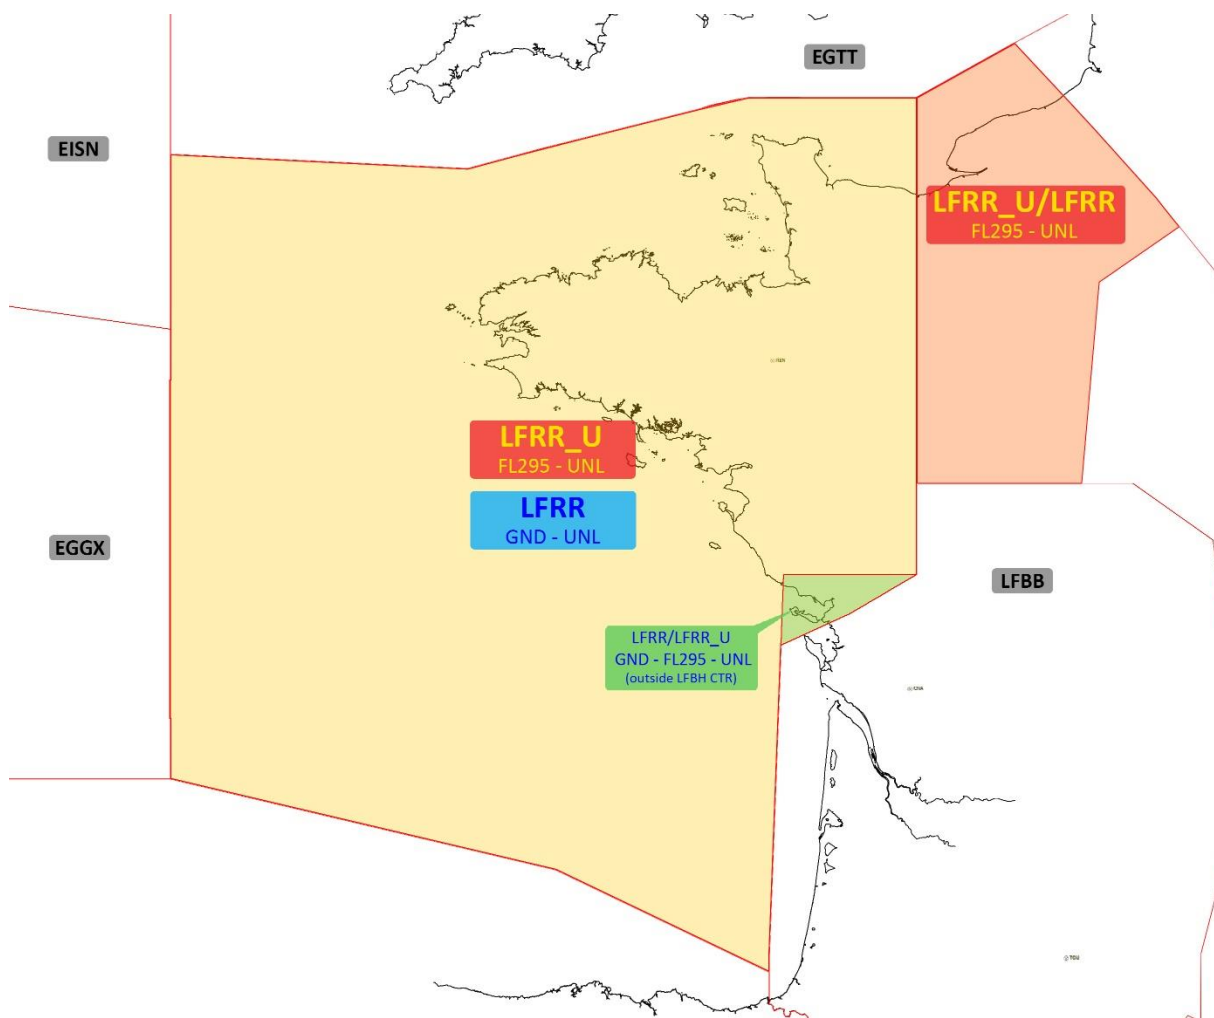 EGTT
EISN
LFRR_U/LFRR
FL295 - UNL
LFRR_U
FL295 - UNL
LFRR
GND - UNL
EGGX
LFBB
LFRR/LFRR_U
GND - FL295 - UNL
(outside LFBH CTR)
TOU